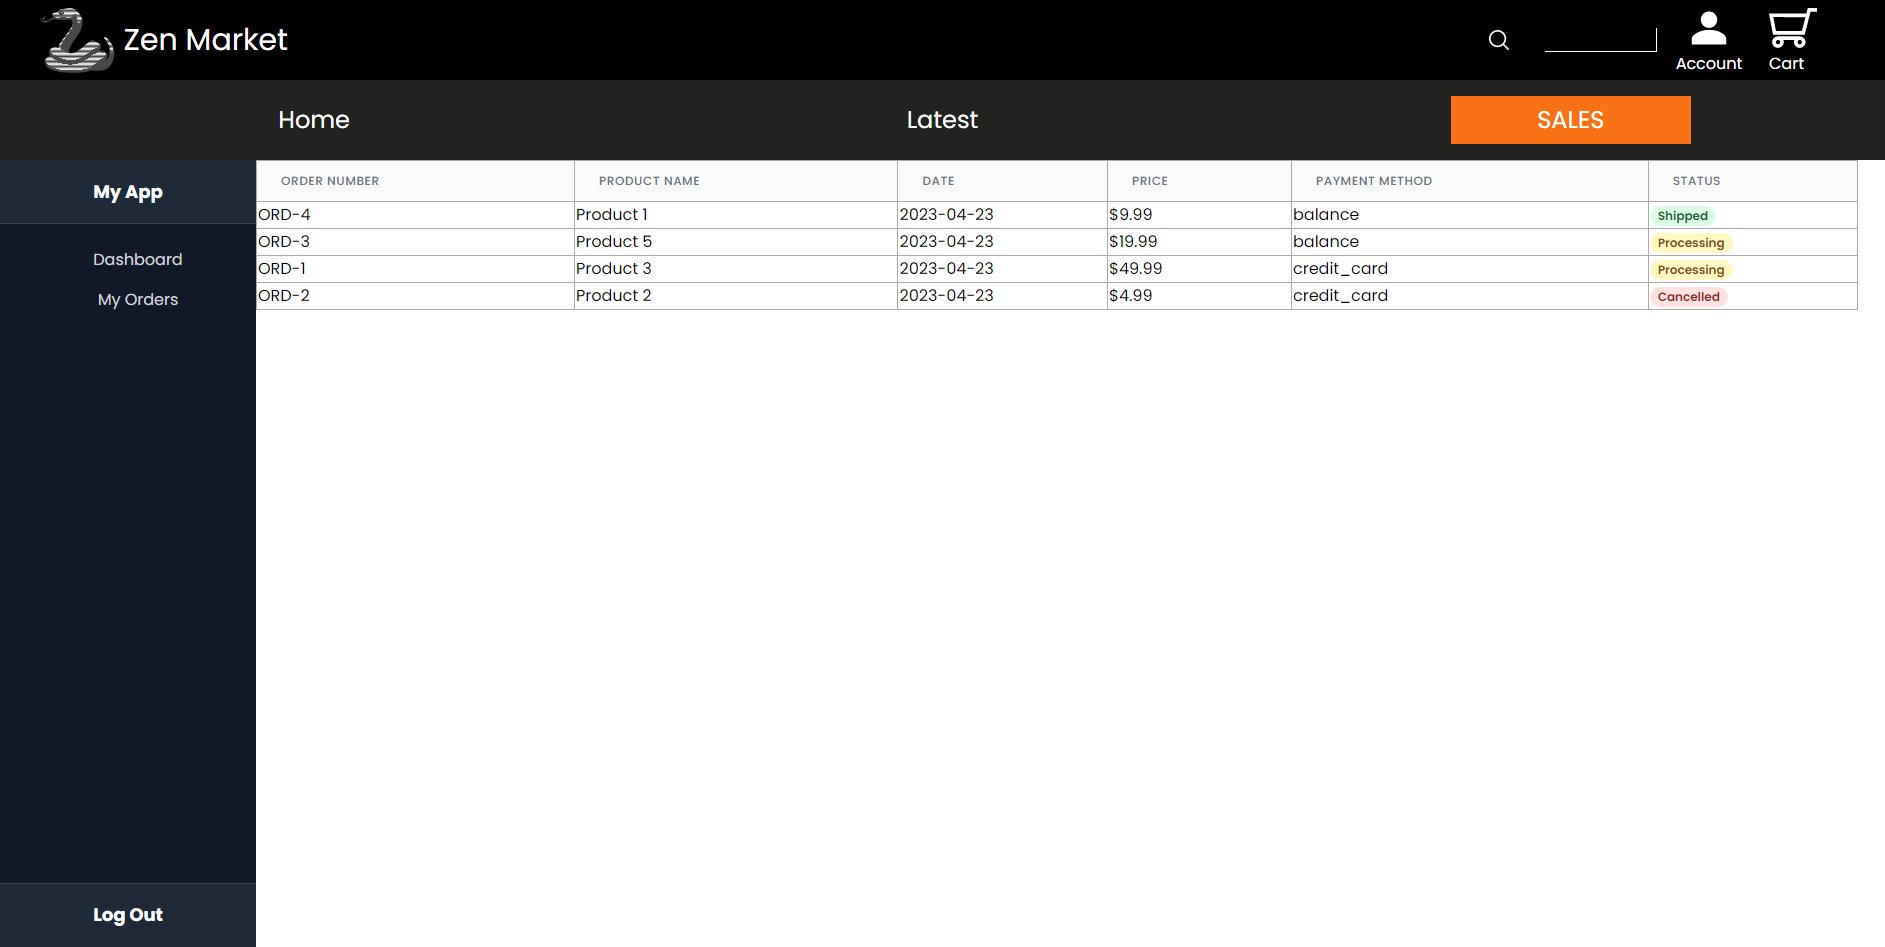 Zen Market
Account
Cart
Home
Latest
SALES
My App
Dashboard
My Orders
Log Out
ORDER NUMBER PRODUCT NAME DATE PRICE PAYMENT METHOD STATUS
ORD-4 Product 1 2023-04-23 $9.99 balance Shipped
ORD-3 Product 5 2023-04-23 $19.99 balance Processing
ORD-1 Product 3 2023-04-23 $49.99 credit_card Processing
ORD-2 Product 2 2023-04-23 $4.99 credit_card Cancelled